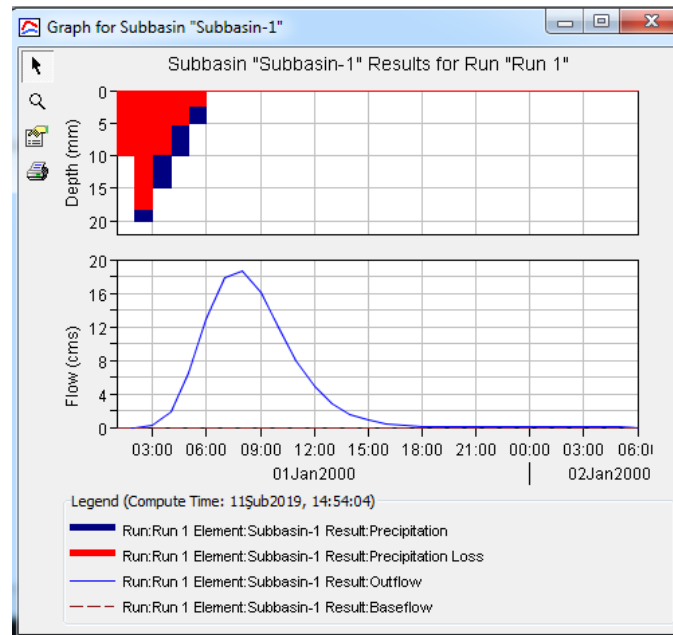 Graph for Subbasin "Subbasin-1"
Subbasin "Subbasin-1" Results for Run "Run 1"
Depth (mm)
0
5
10
15
20
Flow (cms)
20
16
12
8
4
0
03:00 06:00 09:00 12:00 15:00 18:00 21:00 00:00 03:00 06:0
01Jan2000 02Jan2000
Legend (Compute Time: 11Şub2019, 14:54:04)
Run:Run 1 Element:Subbasin-1 Result:Precipitation
Run:Run 1 Element:Subbasin-1 Result:Precipitation Loss
Run:Run 1 Element:Subbasin-1 Result:Outflow
Run:Run 1 Element:Subbasin-1 Result:Baseflow